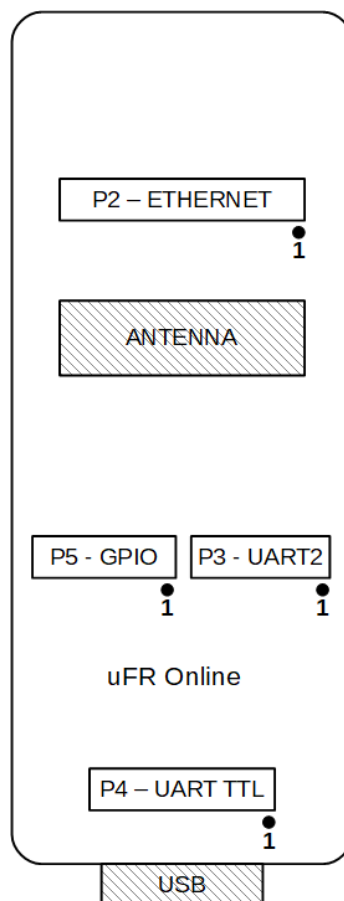 P2 – ETHERNET
1
ANTENNA
P5 - GPIO
P3 - UART2
1
1
uFR Online
P4 – UART TTL
1
USB